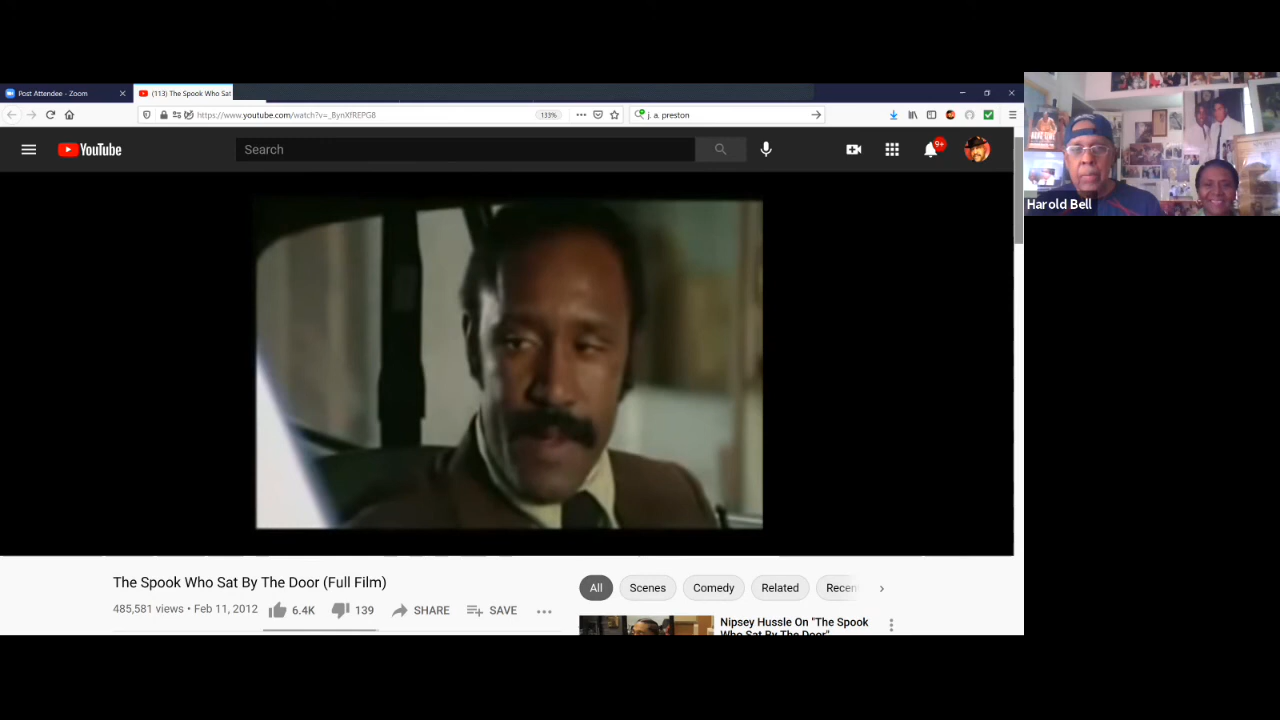 Post Attendee - Zoom
(113) The Spook Who Sat
https://www.youtube.com/watch?v=_BynXfREPG8
133%
j. a. preston
YouTube
Search
9+
Harold Bell
The Spook Who Sat By The Door (Full Film)
485,581 views • Feb 11, 2012
6.4K
139
SHARE
SAVE
All
Scenes
Comedy
Related
Recen
Nipsey Hussle On "The Spook
Who Sat By The Door"